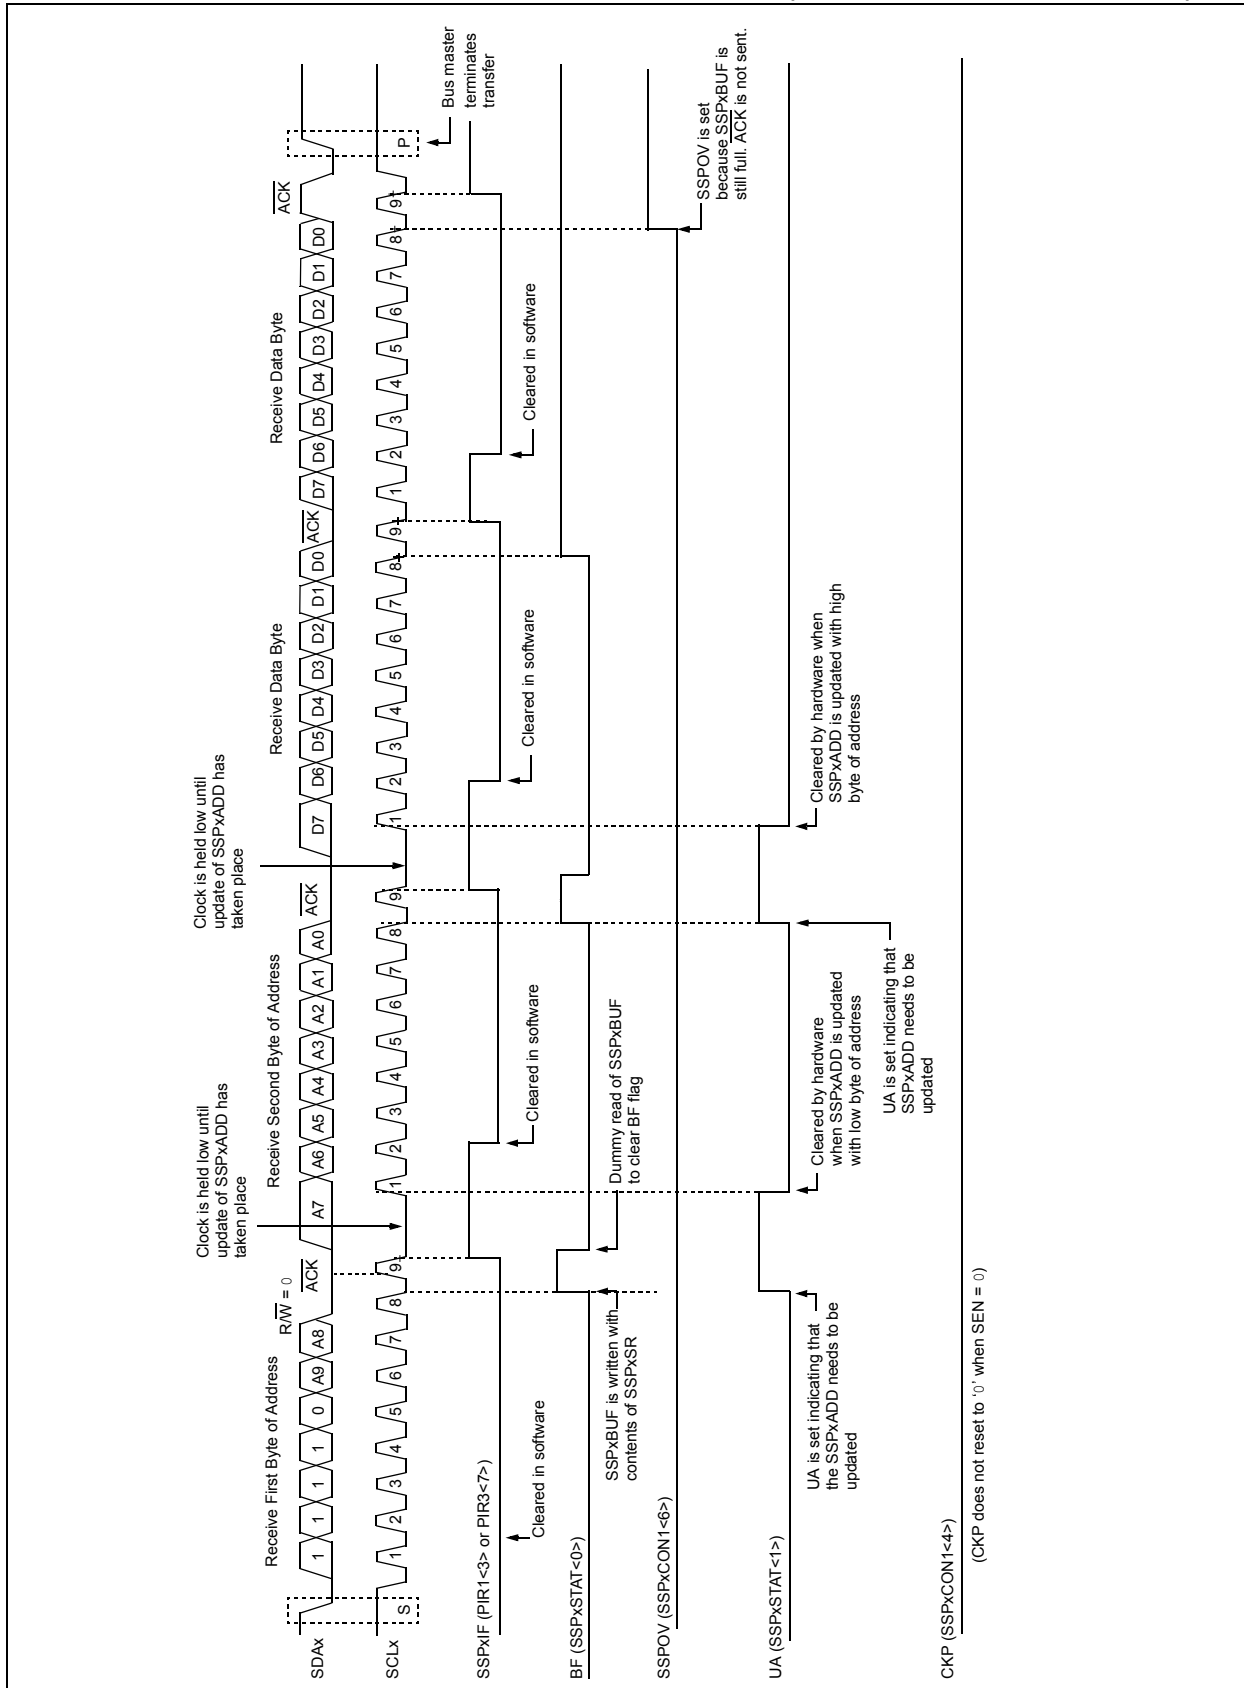 Clock is held low until
update of SSPxADD has
taken place
Clock is held low until
update of SSPxADD has
taken place
Receive First Byte of Address
R/W = 0
Receive Second Byte of Address
Receive Data Byte
Receive Data Byte
ACK
SDAx
1 1 1 1 0 A9 A8 ACK A7 A6 A5 A4 A3 A2 A1 A0 ACK D7 D6 D5 D4 D3 D2 D1 D0 ACK D7 D6 D5 D4 D3 D2 D1 D0
SCLx
S 1 2 3 4 5 6 7 8 9 1 2 3 4 5 6 7 8 9 1 2 3 4 5 6 7 8 9 1 2 3 4 5 6 7 8 9 P
Bus master
terminates
transfer
SSPxIF (PIR1<3> or PIR3<7>)
Cleared in software
Cleared in software
Cleared in software
Cleared in software
BF (SSPxSTAT<0>)
SSPxBUF is written with
contents of SSPxSR
Dummy read of SSPxBUF
to clear BF flag
SSPOV (SSPxCON1<6>)
SSPOV is set
because SSPxBUF is
still full. ACK is not sent.
UA (SSPxSTAT<1>)
UA is set indicating that
the SSPxADD needs to be
updated
Cleared by hardware
when SSPxADD is updated
with low byte of address
UA is set indicating that
SSPxADD needs to be
updated
Cleared by hardware when
SSPxADD is updated with high
byte of address
CKP (SSPxCON1<4>)
(CKP does not reset to ‘0’ when SEN = 0)